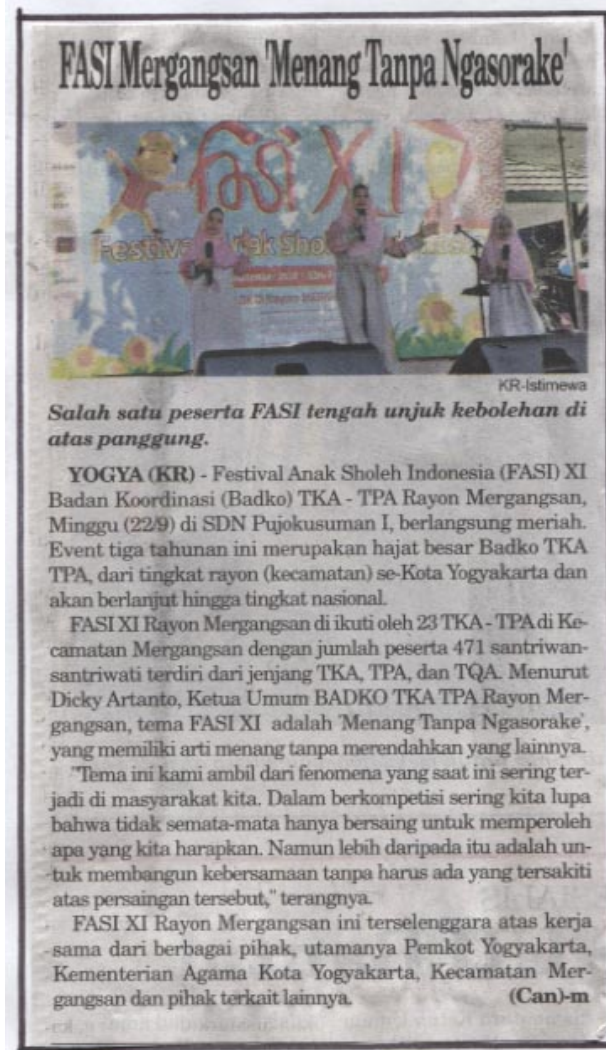 FASI Mergangsan 'Menang Tanpa Ngasorake'
FASI XI
KR-Istimewa
Salah satu peserta FASI tengah unjuk kebolehan di
atas panggung.
YOGYA (KR) - Festival Anak Sholeh Indonesia (FASI) XI
Badan Koordinasi (Badko) TKA - TPA Rayon Mergangsan,
Minggu (22/9) di SDN Pujokusuman I, berlangsung meriah.
Event tiga tahunan ini merupakan hajat besar Badko TKA
TPA, dari tingkat rayon (kecamatan) se-Kota Yogyakarta dan
akan berlanjut hingga tingkat nasional.
FASI XI Rayon Mergangsan di ikuti oleh 23 TKA - TPA di Ke-
camatan Mergangsan dengan jumlah peserta 471 santriwan-
santriwati terdiri dari jenjang TKA, TPA, dan TQA. Menurut
Dicky Artanto, Ketua Umum BADKO TKA TPA Rayon Mer-
gangsan, tema FASI XI adalah 'Menang Tanpa Ngasorake',
yang memiliki arti menang tanpa merendahkan yang lainnya.
"Tema ini kami ambil dari fenomena yang saat ini sering ter-
jadi di masyarakat kita. Dalam berkompetisi sering kita lupa
bahwa tidak semata-mata hanya bersaing untuk memperoleh
apa yang kita harapkan. Namun lebih daripada itu adalah un-
tuk membangun kebersamaan tanpa harus ada yang tersakiti
atas persaingan tersebut," terangnya.
FASI XI Rayon Mergangsan ini terselenggara atas kerja
sama dari berbagai pihak, utamanya Pemkot Yogyakarta,
Kementerian Agama Kota Yogyakarta, Kecamatan Mer-
gangsan dan pihak terkait lainnya. (Can)-m